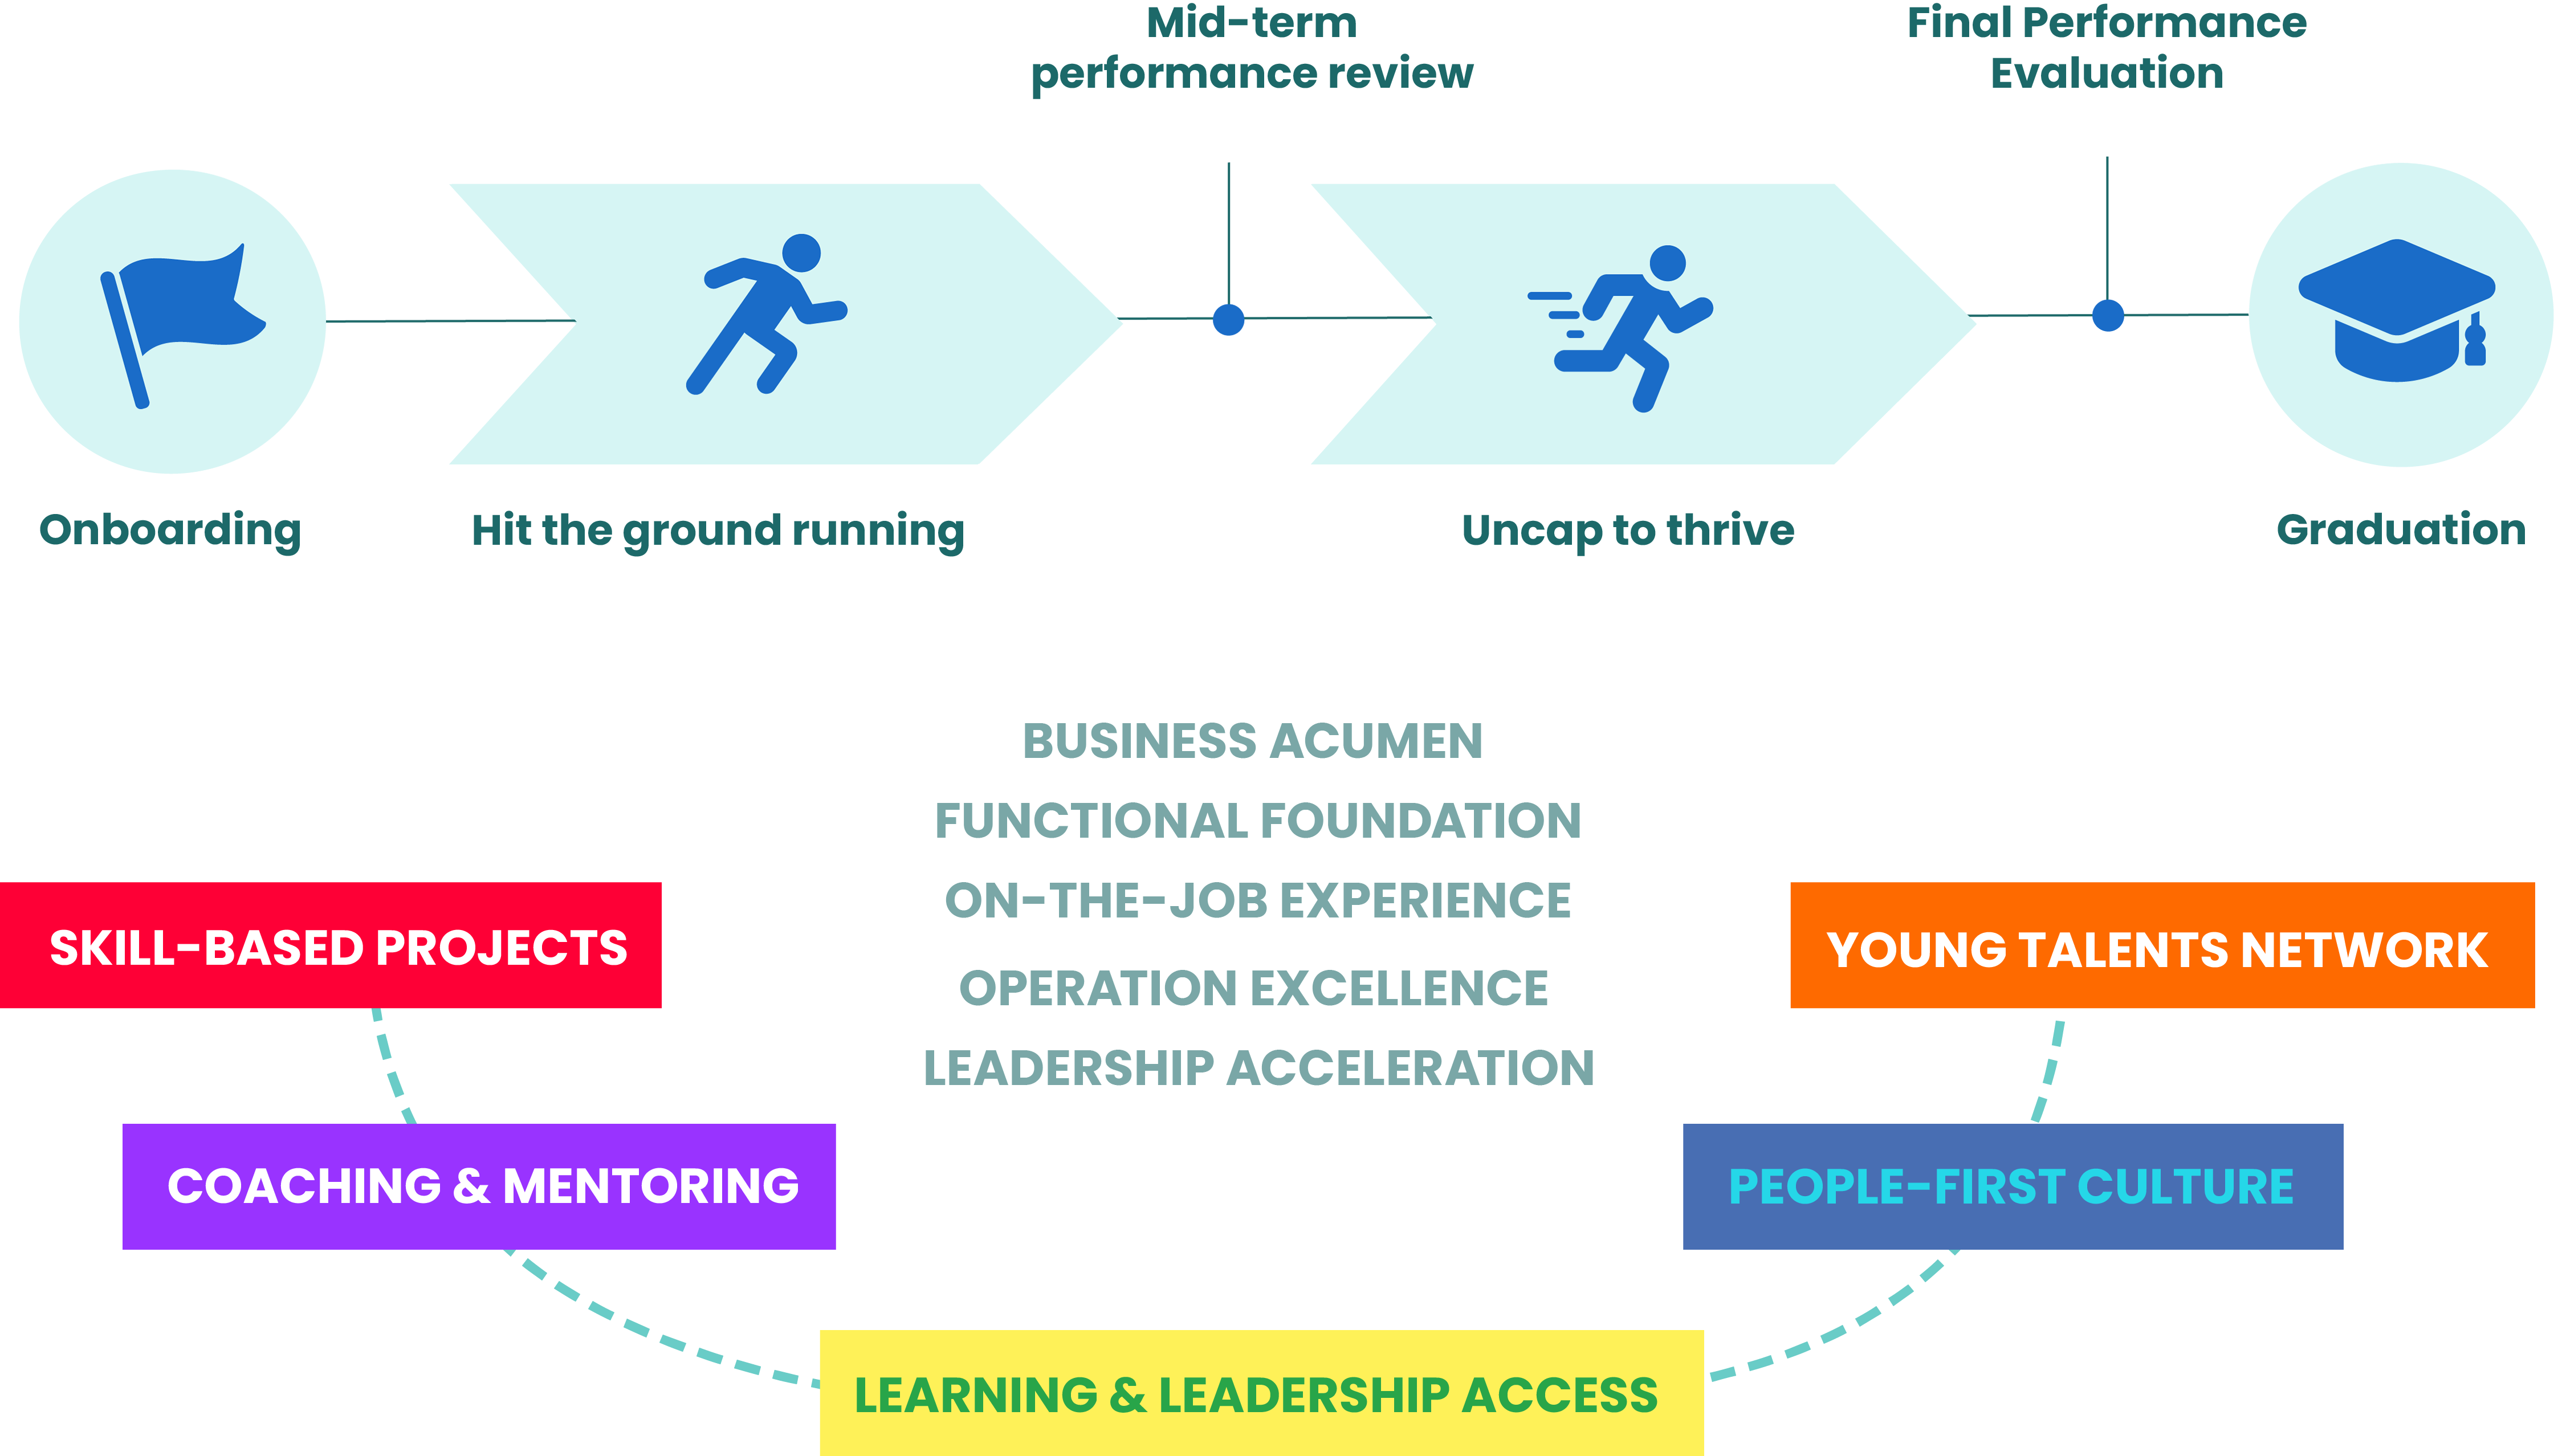 Mid-term
performance review
Final Performance
Evaluation
Onboarding
Hit the ground running
Uncap to thrive
Graduation
BUSINESS ACUMEN
FUNCTIONAL FOUNDATION
ON-THE-JOB EXPERIENCE
OPERATION EXCELLENCE
LEADERSHIP ACCELERATION
SKILL-BASED PROJECTS
YOUNG TALENTS NETWORK
COACHING & MENTORING
PEOPLE-FIRST CULTURE
LEARNING & LEADERSHIP ACCESS